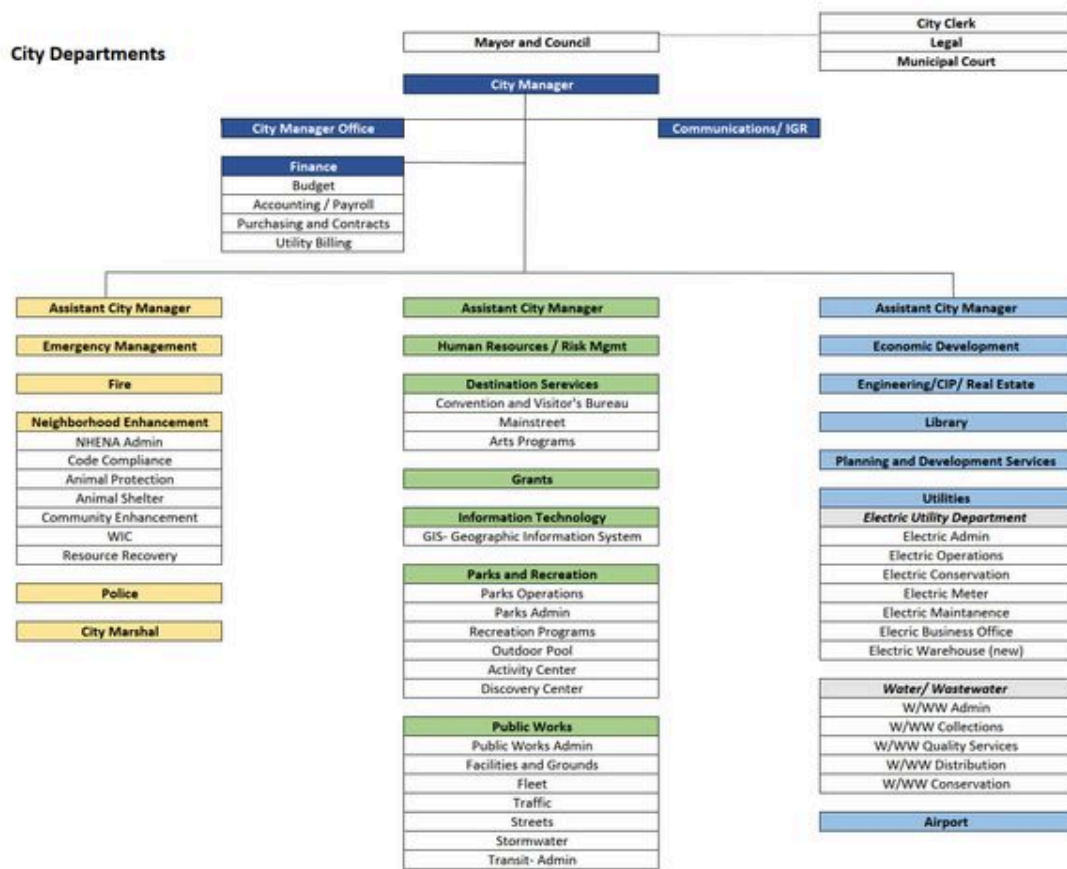 City Departments
Mayor and Council
City Clerk
Legal
Municipal Court
City Manager
City Manager Office
Communications/ IGR
Finance
Budget
Accounting / Payroll
Purchasing and Contracts
Utility Billing
Assistant City Manager
Emergency Management
Fire
Neighborhood Enhancement
NHENA Admin
Code Compliance
Animal Protection
Animal Shelter
Community Enhancement
WIC
Resource Recovery
Police
City Marshal
Assistant City Manager
Human Resources / Risk Mgmt
Destination Serevices
Convention and Visitor's Bureau
Mainstreet
Arts Programs
Grants
Information Technology
GIS- Geographic Information System
Parks and Recreation
Parks Operations
Parks Admin
Recreation Programs
Outdoor Pool
Activity Center
Discovery Center
Public Works
Public Works Admin
Facilities and Grounds
Fleet
Traffic
Streets
Stormwater
Transit- Admin
Assistant City Manager
Economic Development
Engineering/CIP/ Real Estate
Library
Planning and Development Services
Utilities
Electric Utility Department
Electric Admin
Electric Operations
Electric Conservation
Electric Meter
Electric Maintanence
Elecric Business Office
Electric Warehouse (new)
Water/ Wastewater
W/WW Admin
W/WW Collections
W/WW Quality Services
W/WW Distribution
W/WW Conservation
Airport